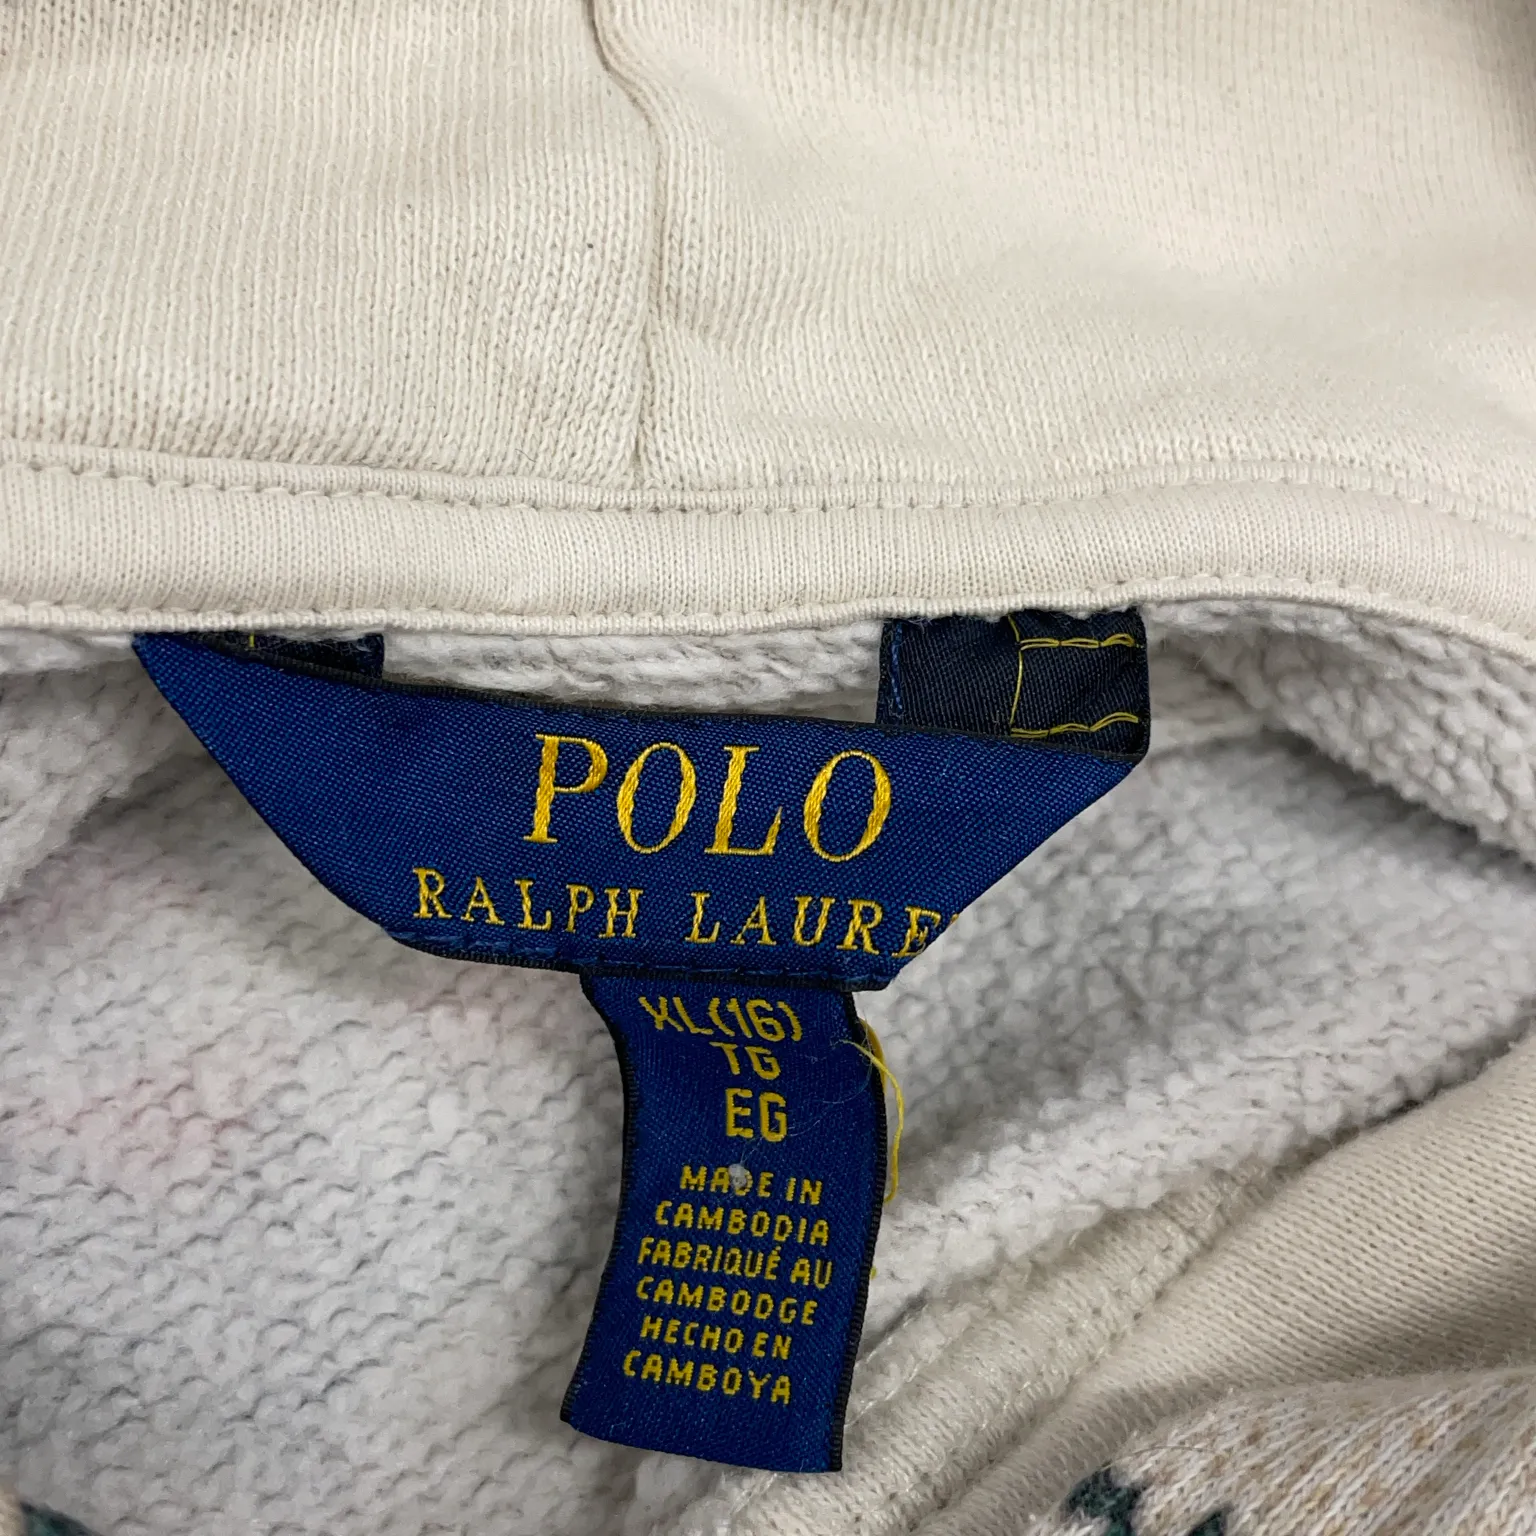 POLO
RALPH LAURE
XL(16)
TG
EG
MADE IN
CAMBODIA
FABRIQUÉ AU
CAMBODGE
HECHO EN
CAMBOYA